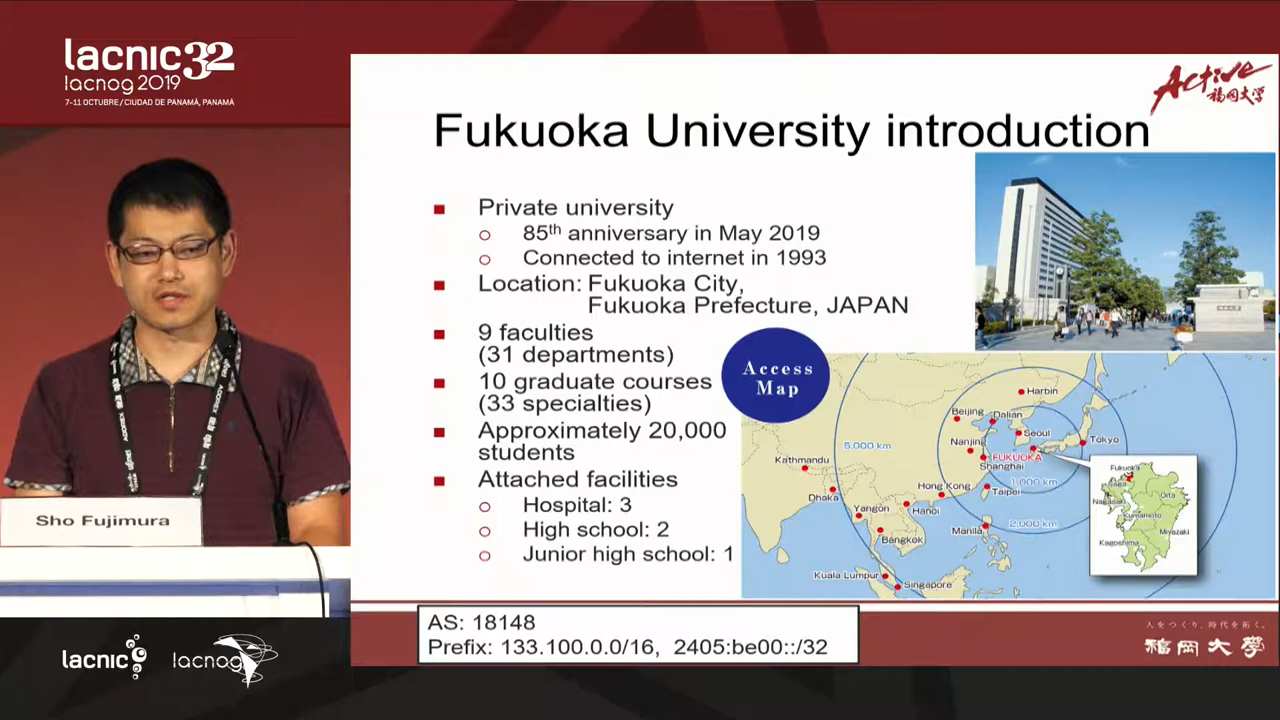 lacnic32
lacnog 2019
7-11 OCTUBRE / CIUDAD DE PANAMÁ, PANAMÁ
Active
福岡大学
Fukuoka University introduction
Private university
85th anniversary in May 2019
Connected to internet in 1993
Location: Fukuoka City,
Fukuoka Prefecture, JAPAN
9 faculties
(31 departments)
10 graduate courses
(33 specialties)
Approximately 20,000
students
Attached facilities
Hospital: 3
High school: 2
Junior high school: 1
Access
Map
Harbin
Beijing
Dalian
Seoul
5,000 km
Nanjing
Tokyo
FUKUOKA
Shanghai
Kathmandu
1,000 km
Hong Kong
Taipei
Dhaka
Yangon
Hanoi
2,000 km
Manila
Bangkok
Kuala Lumpur
Singapore
Fukuoka
Saga
Oita
Nagasaki
Kumamoto
Miyazaki
Kagoshima
Sho Fujimura
AS: 18148
Prefix: 133.100.0.0/16, 2405:be00::/32
人をつくり、時代を拓く。
福岡大學
lacnic
lacnog